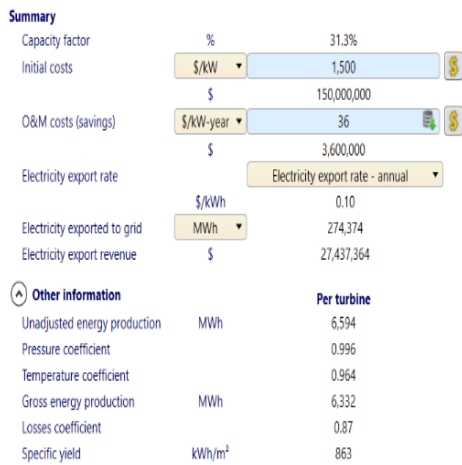 Summary
Capacity factor % 31.3%
Initial costs $/kW 1,500
$ 150,000,000
O&M costs (savings) $/kW-year 36
$ 3,600,000
Electricity export rate Electricity export rate - annual
$/kWh 0.10
Electricity exported to grid MWh 274,374
Electricity export revenue $ 27,437,364
Other information Per turbine
Unadjusted energy production MWh 6,594
Pressure coefficient 0.996
Temperature coefficient 0.964
Gross energy production MWh 6,332
Losses coefficient 0.87
Specific yield kWh/m² 863